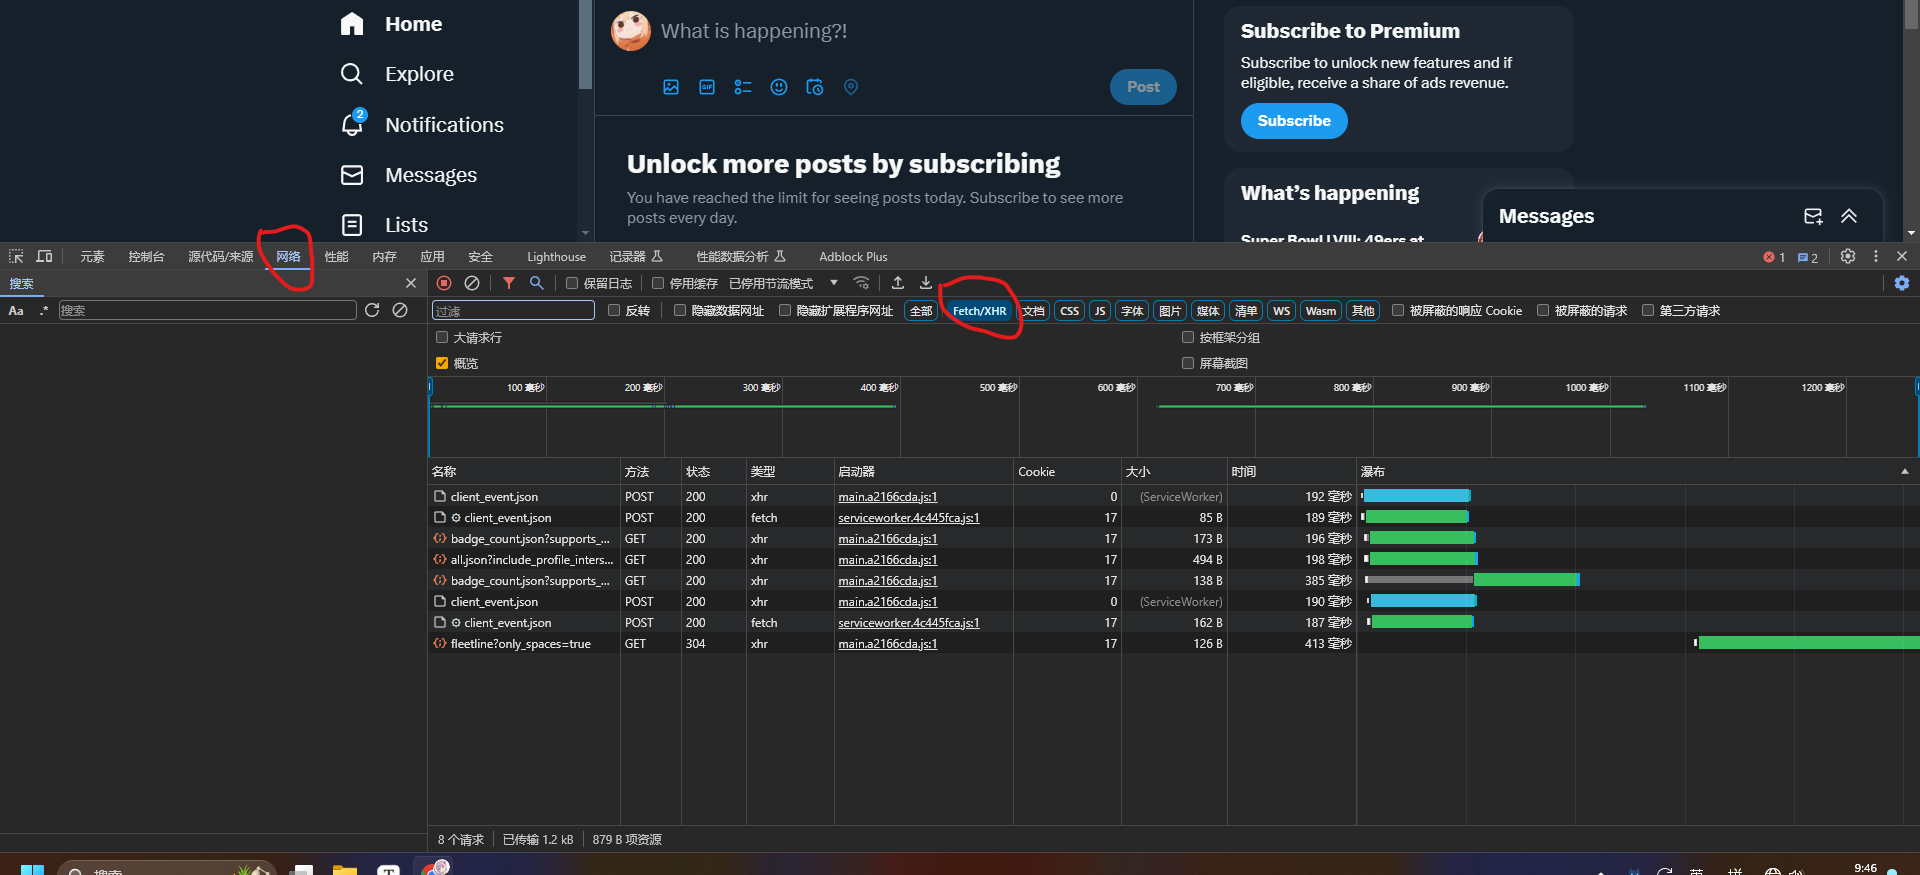 Home
Explore
2
Notifications
Messages
Lists
What is happening?!
GIF
Post
Unlock more posts by subscribing
You have reached the limit for seeing posts today. Subscribe to see more
posts every day.
Subscribe to Premium
Subscribe to unlock new features and if
eligible, receive a share of ads revenue.
Subscribe
What's happening
Messages
元素 控制台 源代码/来源 网络 性能 内存 应用 安全 Lighthouse 记录器 性能数据分析 Adblock Plus 1 2
搜索
保留日志 停用缓存 已停用节流模式
Aa .* 搜索
过滤 反转 隐藏数据网址 隐藏扩展程序网址 全部 Fetch/XHR 文档 CSS JS 字体 图片 媒体 清单 WS Wasm 其他 被屏蔽的响应 Cookie 被屏蔽的请求 第三方请求
大请求行 按框架分组
概览 屏幕截图
100 毫秒 200 毫秒 300 毫秒 400 毫秒 500 毫秒 600 毫秒 700 毫秒 800 毫秒 900 毫秒 1000 毫秒 1100 毫秒 1200 毫秒
名称 方法 状态 类型 启动器 Cookie 大小 时间 瀑布
client_event.json POST 200 xhr main.a2166cda.js:1 0 (ServiceWorker) 192 毫秒
client_event.json POST 200 fetch serviceworker.4c445fca.js:1 17 85 B 189 毫秒
badge_count.json?supports_... GET 200 xhr main.a2166cda.js:1 17 173 B 196 毫秒
all.json?include_profile_inters... GET 200 xhr main.a2166cda.js:1 17 494 B 198 毫秒
badge_count.json?supports_... GET 200 xhr main.a2166cda.js:1 17 138 B 385 毫秒
client_event.json POST 200 xhr main.a2166cda.js:1 0 (ServiceWorker) 190 毫秒
client_event.json POST 200 fetch serviceworker.4c445fca.js:1 17 162 B 187 毫秒
fleetline?only_spaces=true GET 304 xhr main.a2166cda.js:1 17 126 B 413 毫秒
8 个请求 已传输 1.2 kB 879 B 项资源
搜索 英 拼 9:46